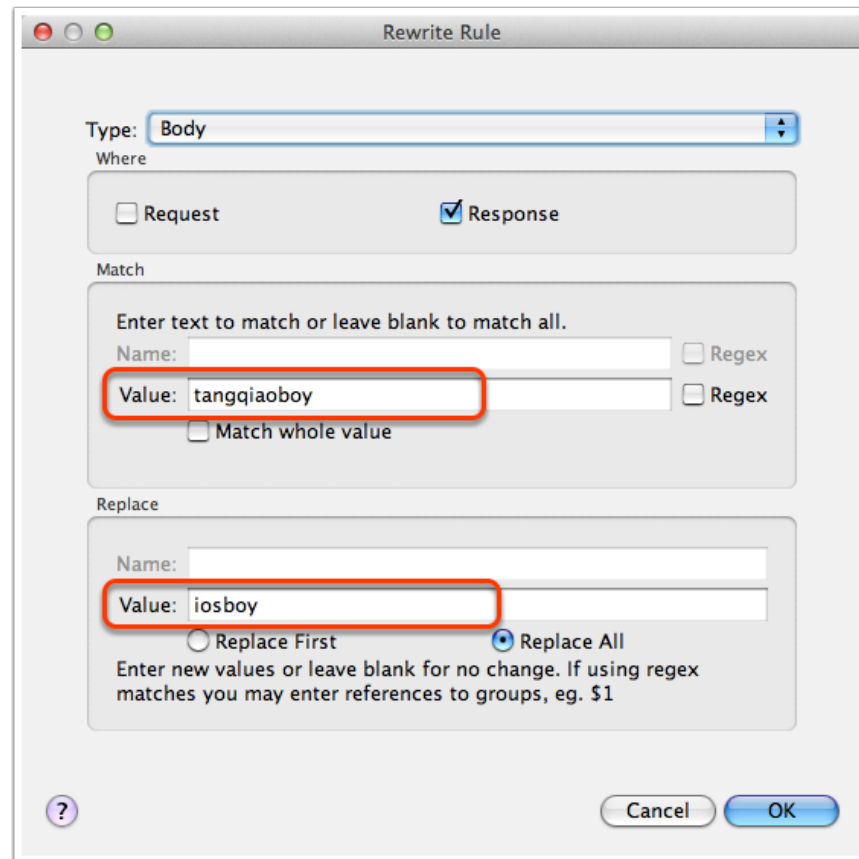 Rewrite Rule
Type: Body
Where
Request Response
Match
Enter text to match or leave blank to match all.
Name: Regex
Value: tangqiaoboy Regex
Match whole value
Replace
Name:
Value: iosboy
Replace First Replace All
Enter new values or leave blank for no change. If using regex
matches you may enter references to groups, eg. $1
? Cancel OK